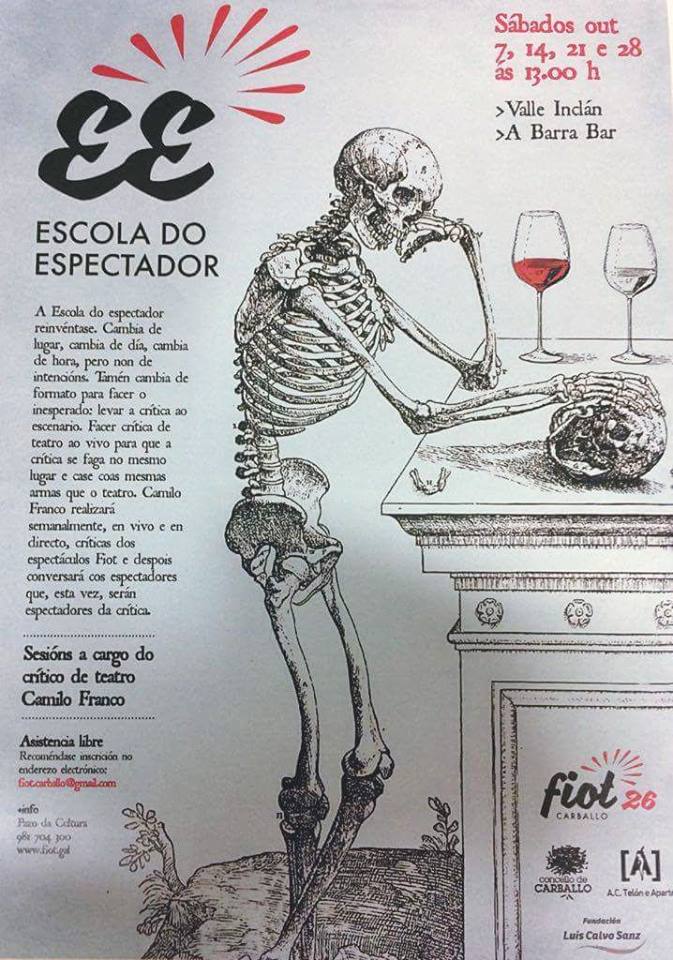 EE
ESCOLA DO
ESPECTADOR
Sábados out
7, 14, 21 e 28
ás 13.00 h
>Valle Inclán
>A Barra Bar
A Escola do espectador
reinvéntase. Cambia de
lugar, cambia de día, cambia
de hora, pero non de
intencións. Tamén cambia de
formato para facer o
inesperado: levar a crítica ao
escenario. Facer crítica de
teatro ao vivo para que a
crítica se faga no mesmo
lugar e case coas mesmas
armas que o teatro. Camilo
Franco realizará
semanalmente, en vivo e en
directo, críticas dos
espectáculos Fiot e despois
conversará cos espectadores
que, esta vez, serán
espectadores da crítica.
Sesións a cargo do
crítico de teatro
Camilo Franco
Asistencia libre
Recoméndase inscrición no
enderezo electrónico:
fiot.carballo@gmail.com
+info
Pazo da Cultura
981 704 100
www.fiot.gal
fiot 26
CARBALLO
concello de
CARBALLO
[A]
A.C. Telón e Aparte
Fundación
Luis Calvo Sanz